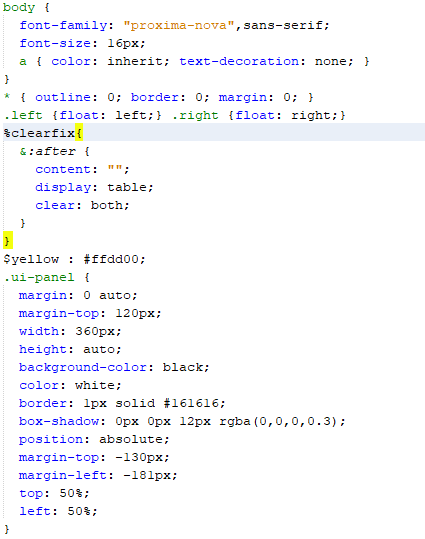 body {
  font-family: "proxima-nova",sans-serif;
  font-size: 16px;
  a { color: inherit; text-decoration: none; }
}
* { outline: 0; border: 0; margin: 0; }
.left {float: left;} .right {float: right;}
%clearfix{
  &:after {
    content: "";
    display: table;
    clear: both;
  }
}
$yellow : #ffdd00;
.ui-panel {
  margin: 0 auto;
  margin-top: 120px;
  width: 360px;
  height: auto;
  background-color: black;
  color: white;
  border: 1px solid #161616;
  box-shadow: 0px 0px 12px rgba(0,0,0,0.3);
  position: absolute;
  margin-top: -130px;
  margin-left: -181px;
  top: 50%;
  left: 50%;
}